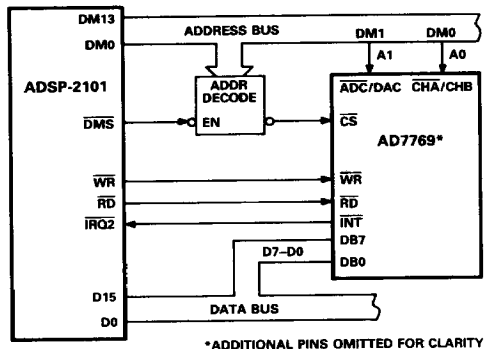 DM13
ADDRESS BUS
DM1
DM0
DM0
A1
A0
ADSP-2101
ADDR
DECODE
EN
DMS
ADC/DAC
CHA/CHB
CS
AD7769*
WR
WR
RD
RD
IRQ2
INT
DB7
D7–D0
DB0
D15
DATA BUS
D0
*ADDITIONAL PINS OMITTED FOR CLARITY